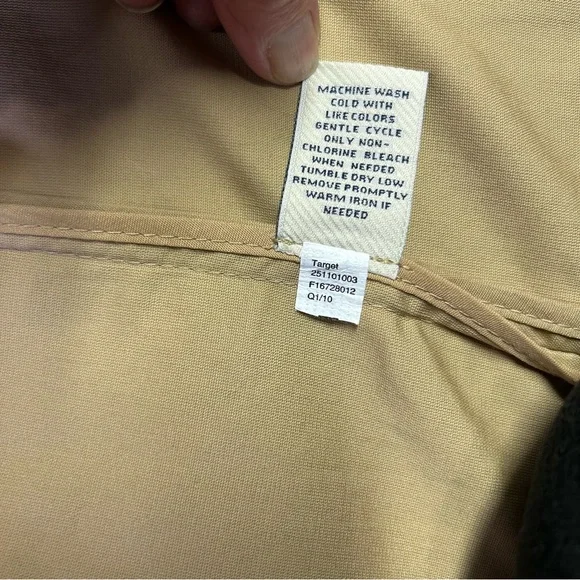 MACHINE WASH
COLD WITH
LIKE COLORS
GENTLE CYCLE
ONLY NON-
CHLORINE BLEACH
WHEN NEEDED
TUMBLE DRY LOW
REMOVE PROMPTLY
WARM IRON IF
NEEDED
Target
251101003
F16728012
Q1/10